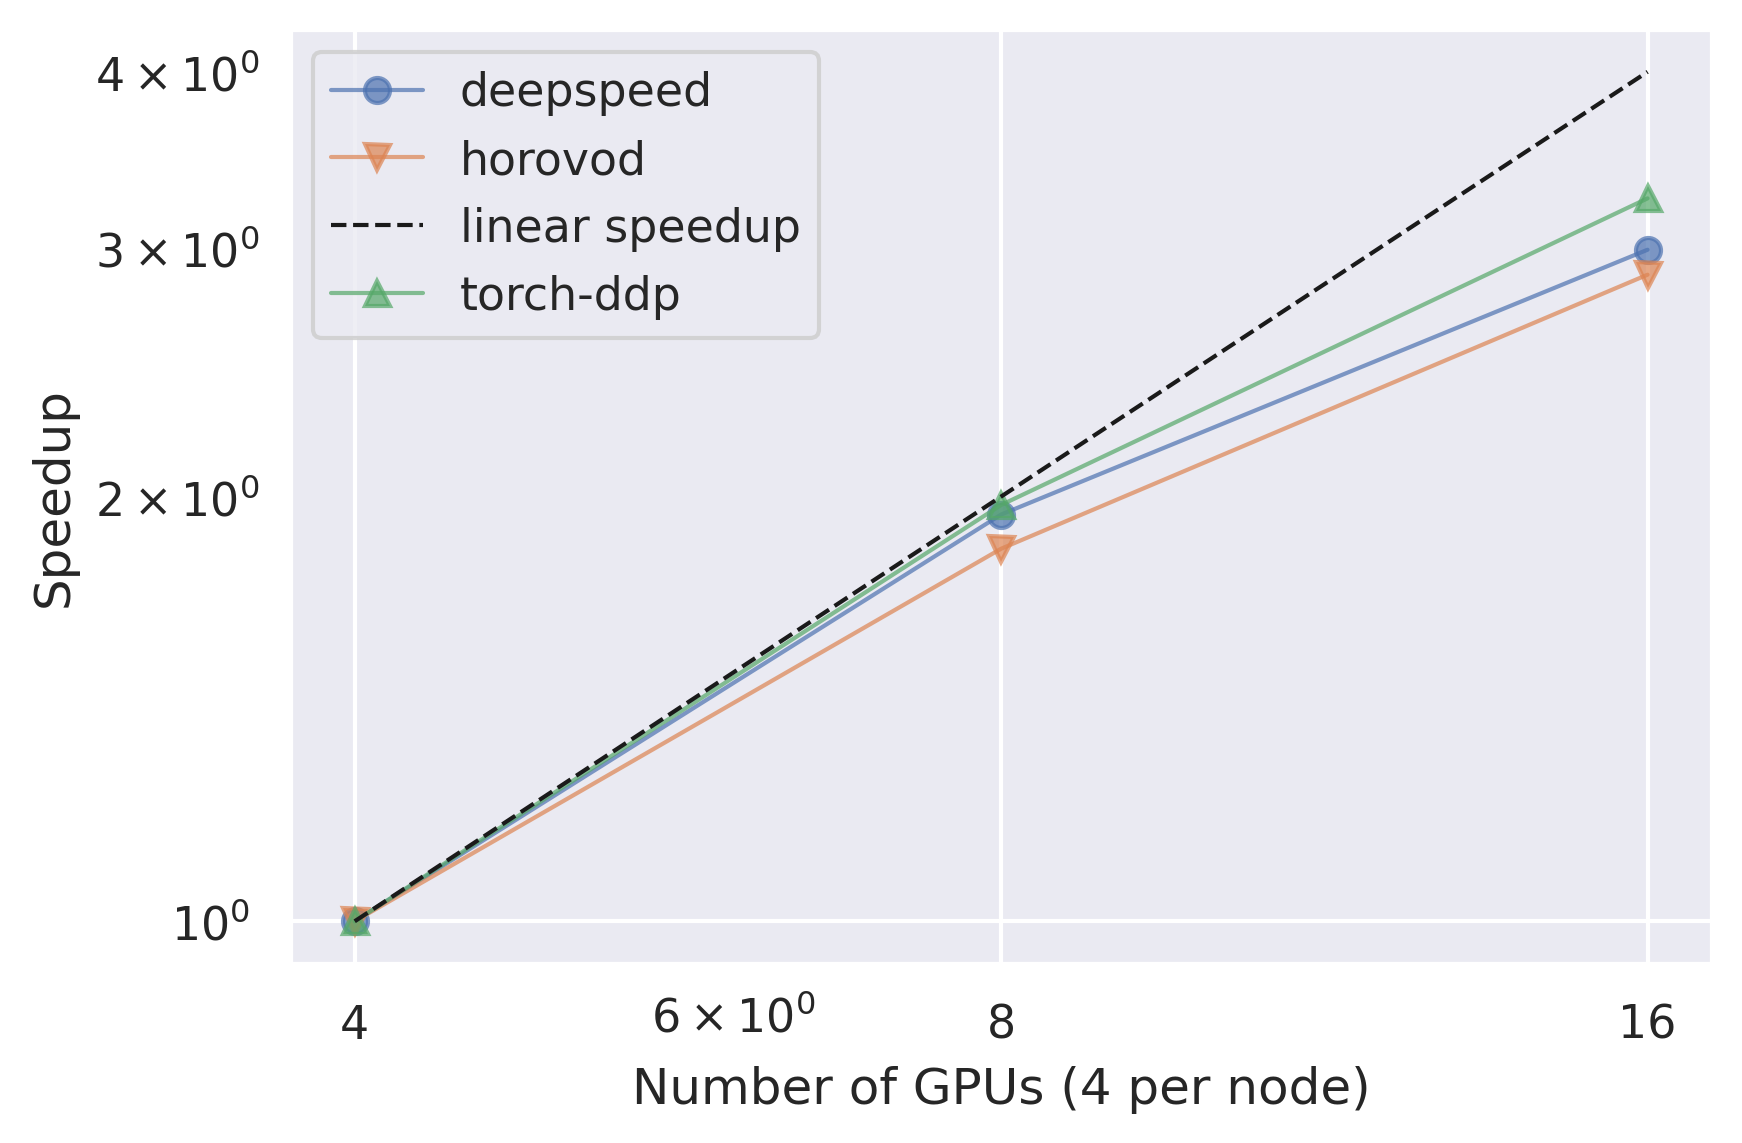 4 × 10⁰
3 × 10⁰
2 × 10⁰
10⁰
Speedup
deepspeed
horovod
linear speedup
torch-ddp
4
6 × 10⁰
8
16
Number of GPUs (4 per node)